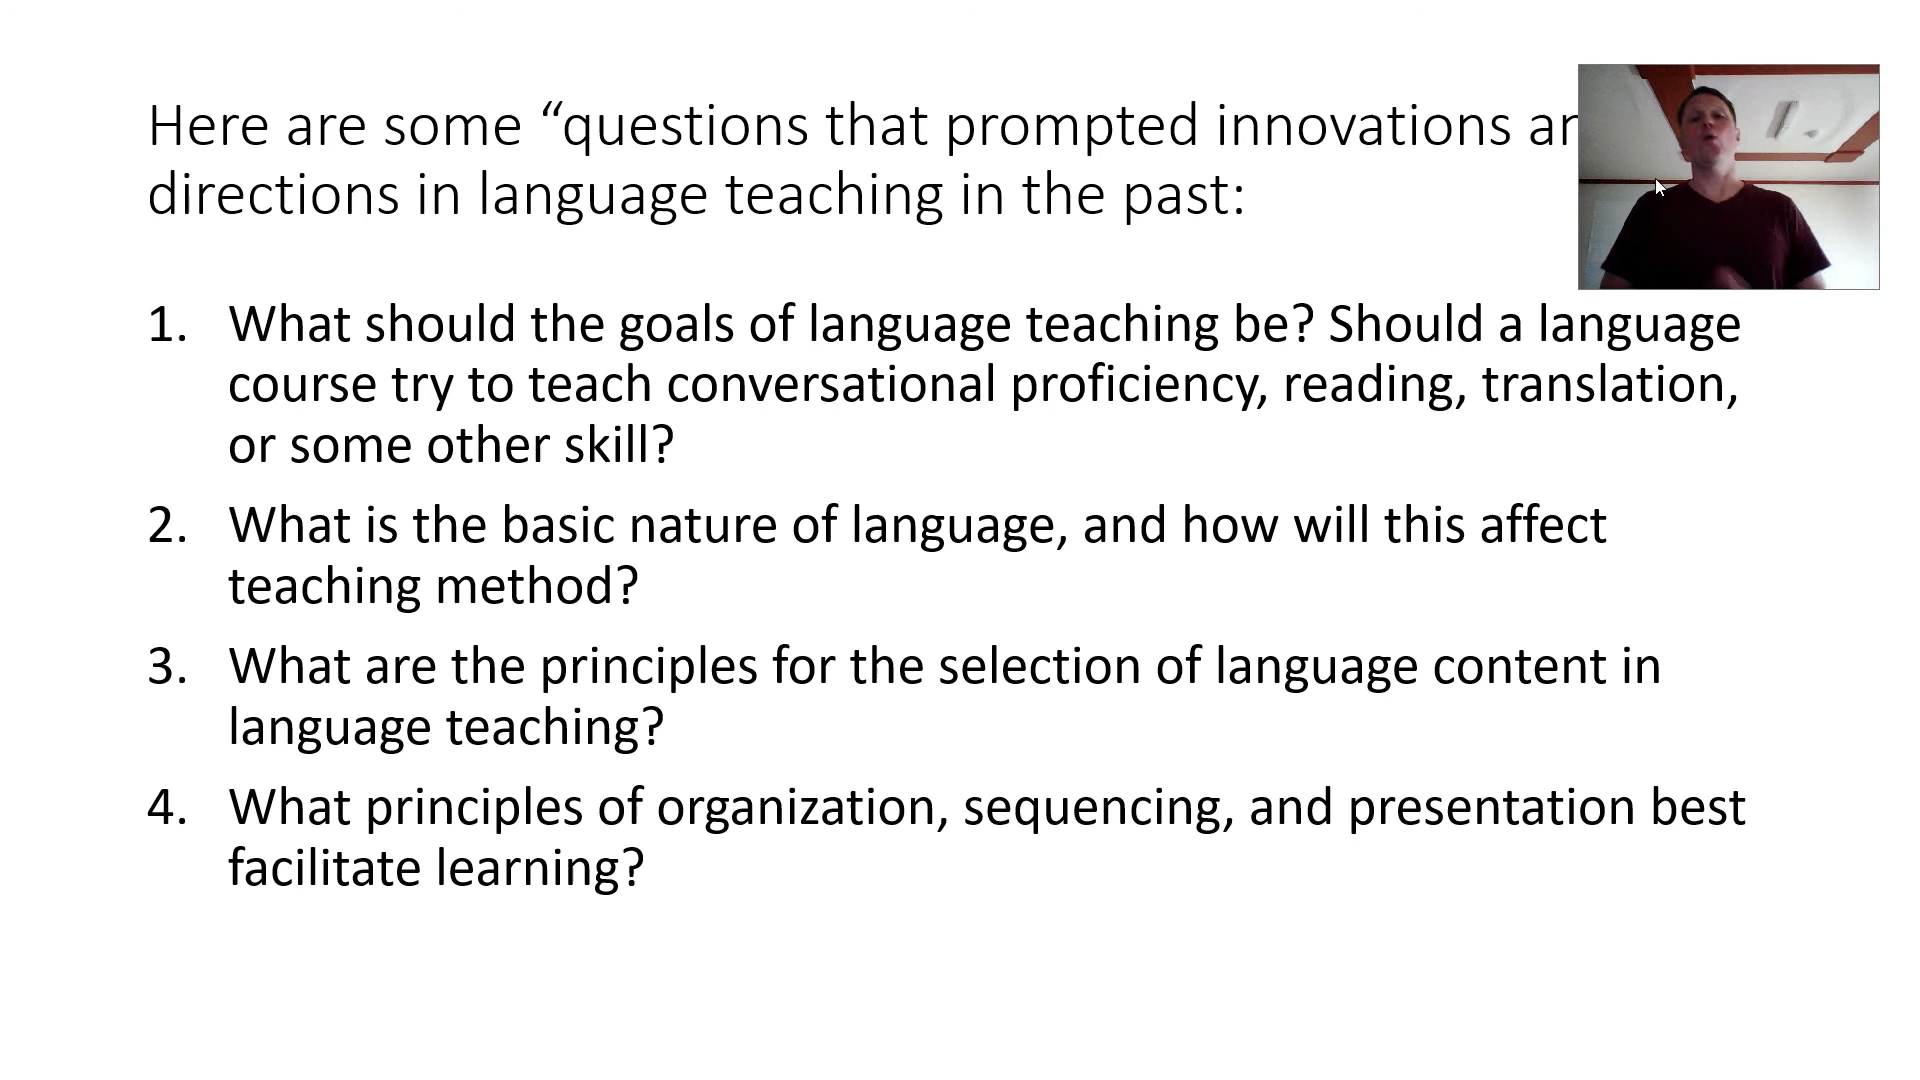 Here are some “questions that prompted innovations
directions in language teaching in the past:
1. What should the goals of language teaching be? Should a language
course try to teach conversational proficiency, reading, translation,
or some other skill?
2. What is the basic nature of language, and how will this affect
teaching method?
3. What are the principles for the selection of language content in
language teaching?
4. What principles of organization, sequencing, and presentation best
facilitate learning?